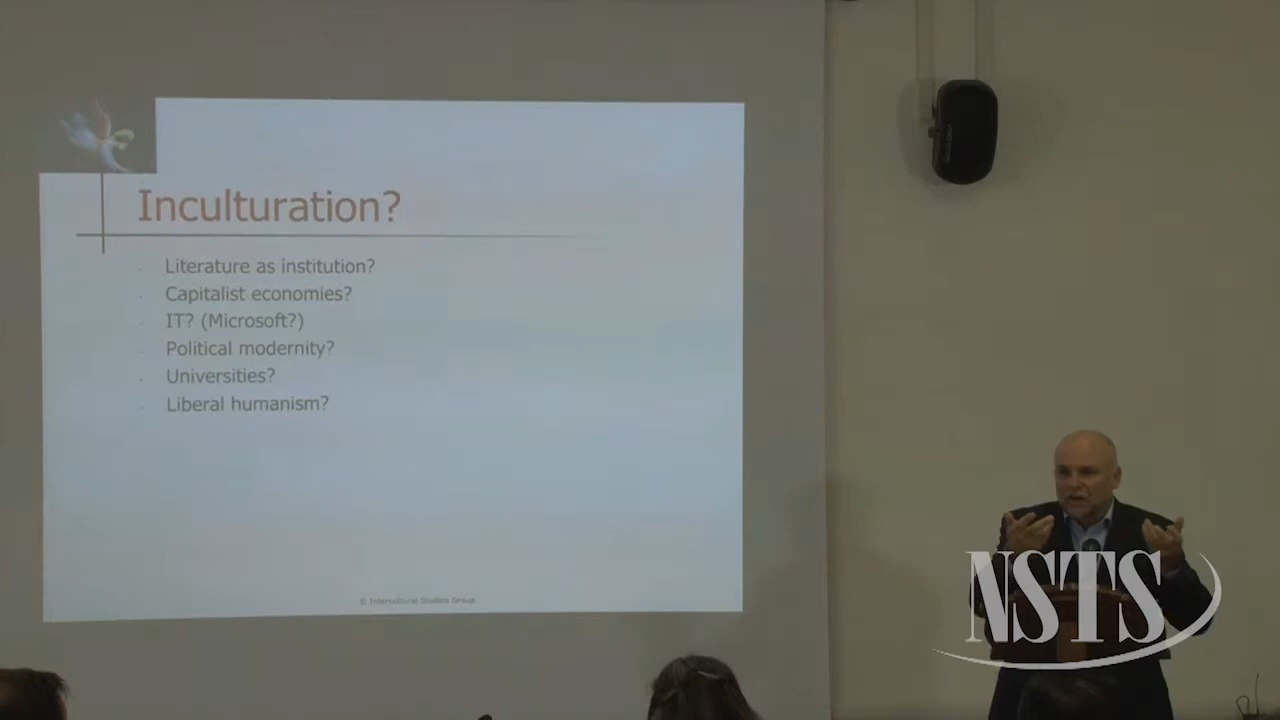 Inculturation?
Literature as institution?
Capitalist economies?
IT? (Microsoft?)
Political modernity?
Universities?
Liberal humanism?
© Intercultural Studies Group
NSTS